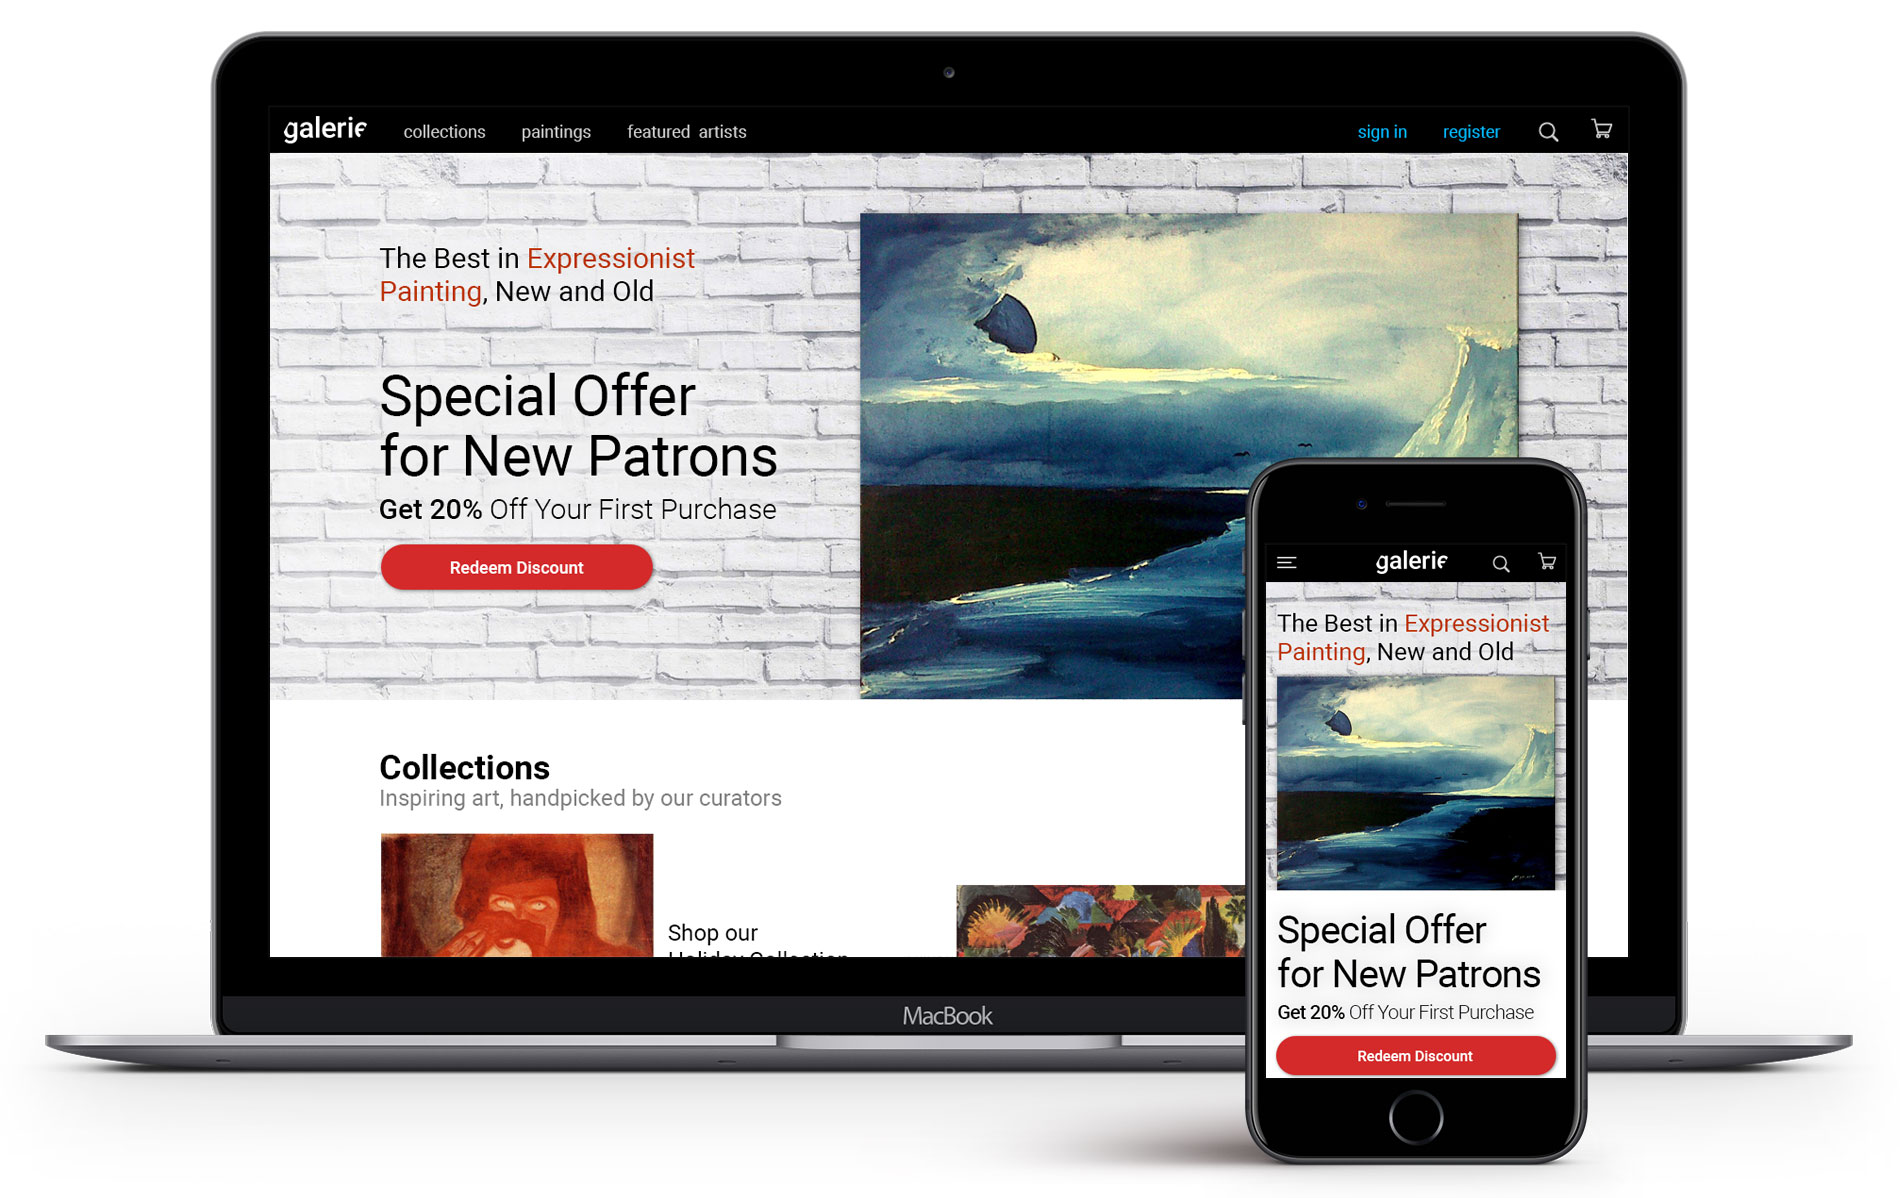 galerie collections paintings featured artists sign in register
The Best in Expressionist
Painting, New and Old
Special Offer
for New Patrons
Get 20% Off Your First Purchase
Redeem Discount
Collections
Inspiring art, handpicked by our curators
Shop our
Holiday Collection
MacBook
galerie
The Best in Expressionist
Painting, New and Old
Special Offer
for New Patrons
Get 20% Off Your First Purchase
Redeem Discount